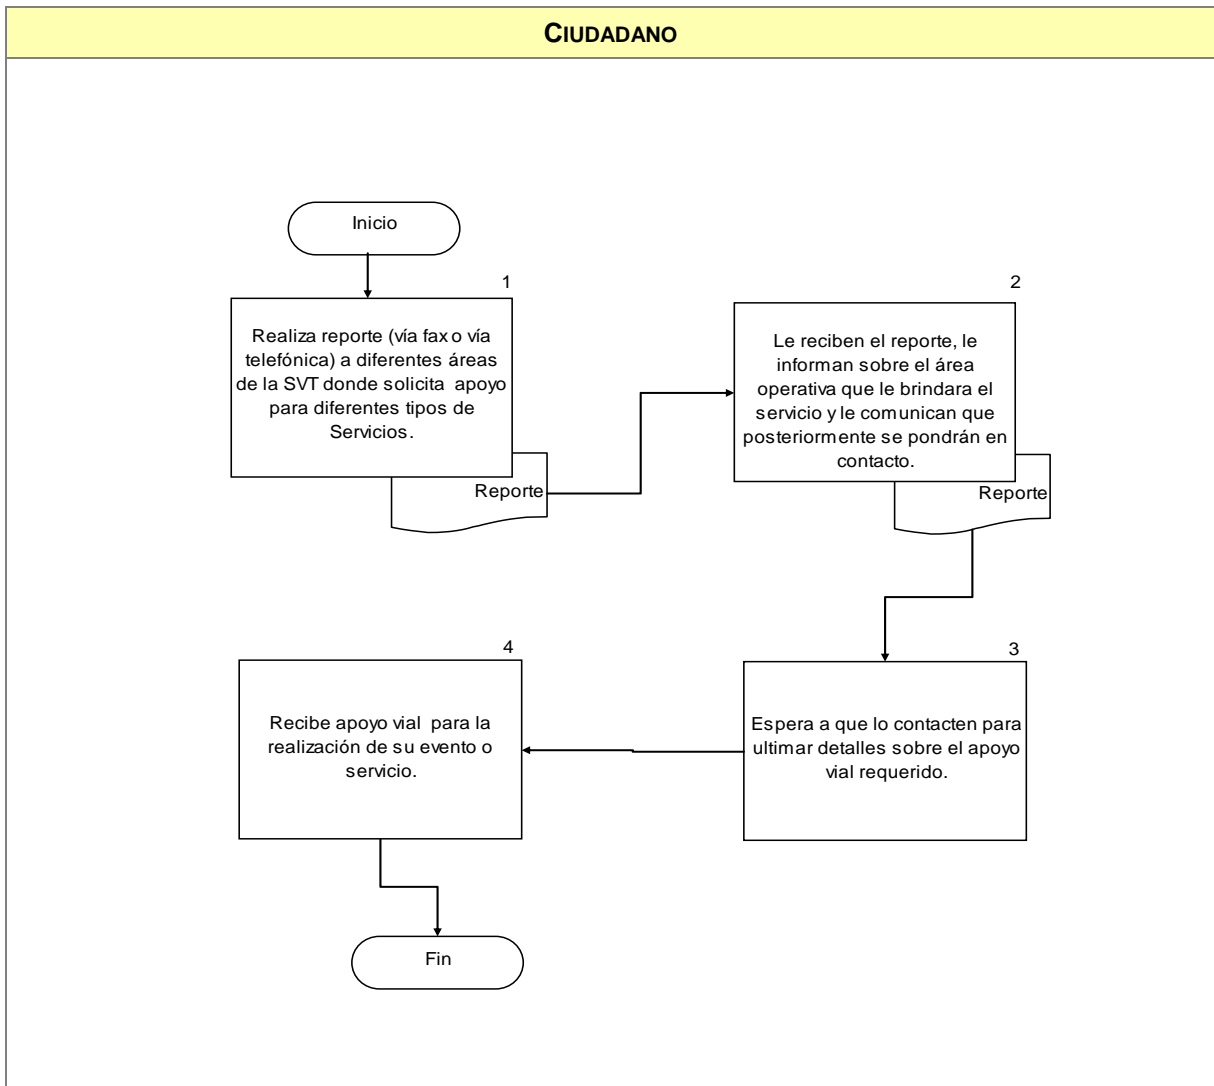 CIUDADANO
Inicio
1
Realiza reporte (vía fax o vía
telefónica) a diferentes áreas
de la SVT donde solicita apoyo
para diferentes tipos de
Servicios.
Reporte
2
Le reciben el reporte, le
informan sobre el área
operativa que le brindara el
servicio y le comunican que
posteriormente se pondrán en
contacto.
Reporte
3
Espera a que lo contacten para
ultimar detalles sobre el apoyo
vial requerido.
4
Recibe apoyo vial para la
realización de su evento o
servicio.
Fin